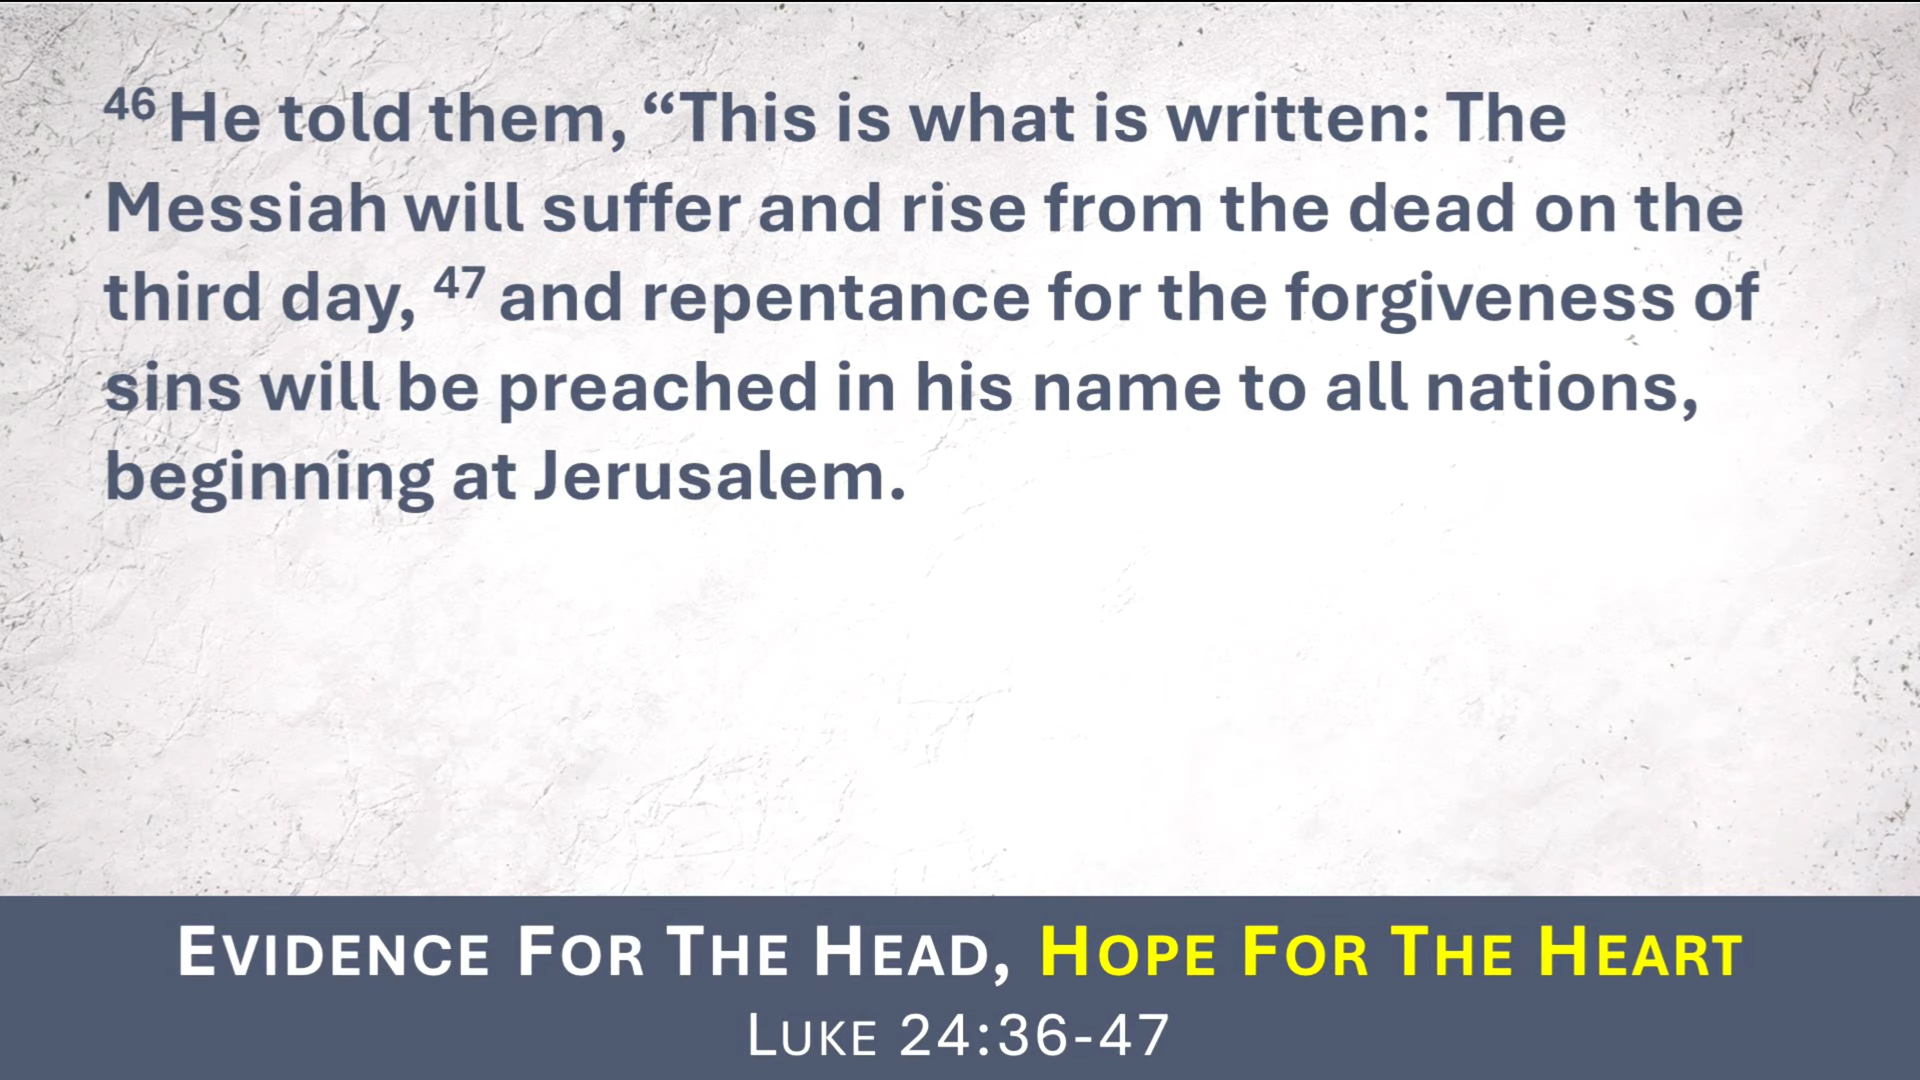 46 He told them, “This is what is written: The
Messiah will suffer and rise from the dead on the
third day, 47 and repentance for the forgiveness of
sins will be preached in his name to all nations,
beginning at Jerusalem.
EVIDENCE FOR THE HEAD, HOPE FOR THE HEART
LUKE 24:36-47